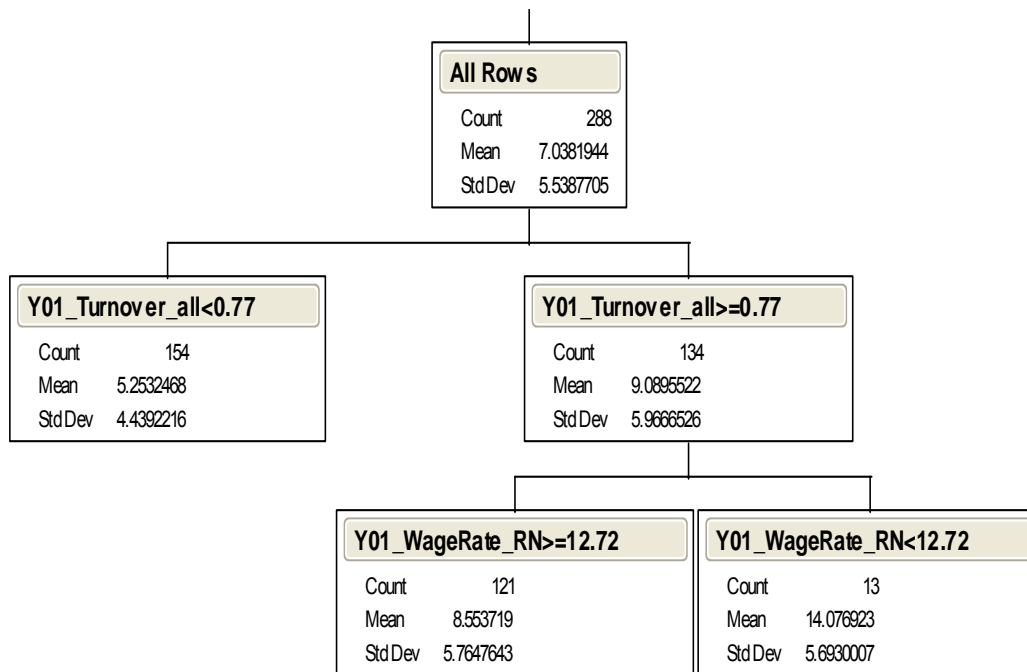 All Rows
Count 288
Mean 7.0381944
Std Dev 5.5387705
Y01_Turnover_all<0.77
Count 154
Mean 5.2532468
Std Dev 4.4392216
Y01_Turnover_all>=0.77
Count 134
Mean 9.0895522
Std Dev 5.9666526
Y01_WageRate_RN>=12.72
Count 121
Mean 8.553719
Std Dev 5.7647643
Y01_WageRate_RN<12.72
Count 13
Mean 14.076923
Std Dev 5.6930007